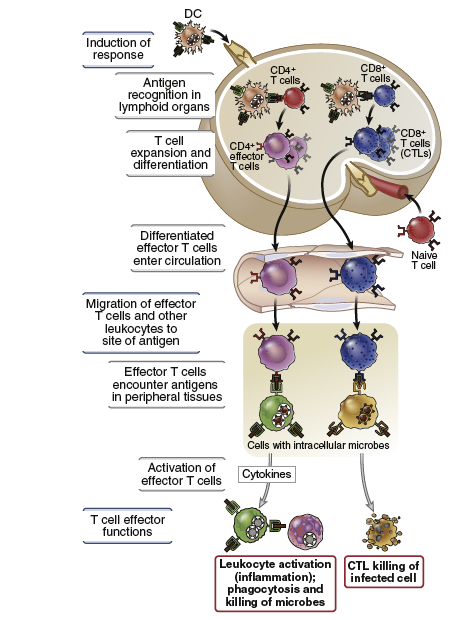 DC
Induction of
response
Antigen
recognition in
lymphoid organs
CD4+
T cells
CD8+
T cells
T cell
expansion and
differentiation
CD4+
effector
T cells
CD8+
T cells
(CTLs)
Naive
T cell
Differentiated
effector T cells
enter circulation
Migration of effector
T cells and other
leukocytes to
site of antigen
Effector T cells
encounter antigens
in peripheral tissues
Cells with intracellular microbes
Activation of
effector T cells
Cytokines
T cell effector
functions
Leukocyte activation
(inflammation);
phagocytosis and
killing of microbes
CTL killing of
infected cell